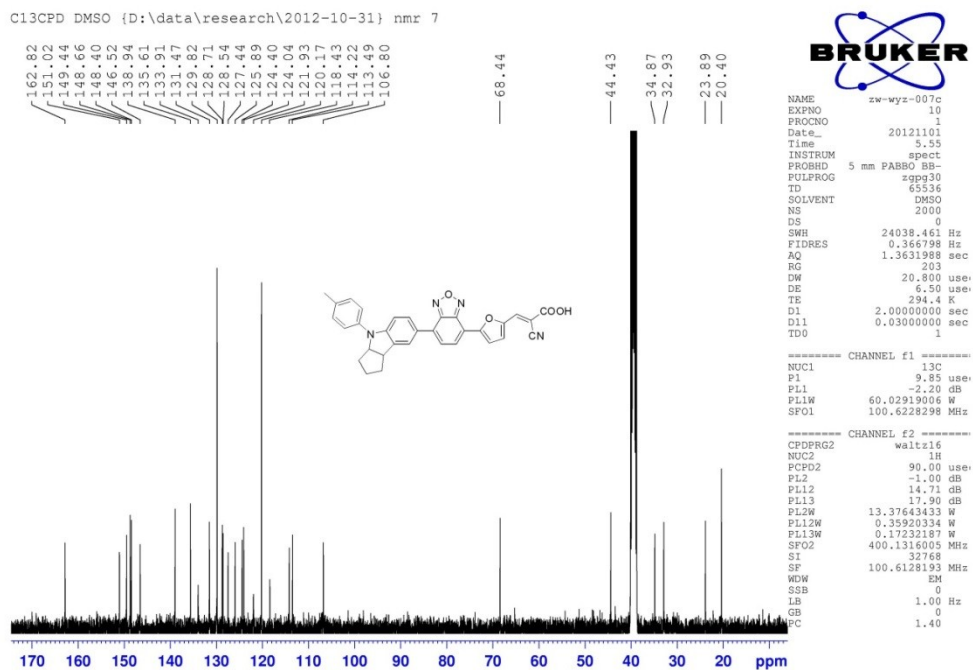 C13CPD DMSO {D:\data\research\2012-10-31} nmr 7
162.82
151.02
149.44
148.66
148.40
146.52
138.94
135.61
133.91
131.47
129.82
128.71
128.54
127.44
125.89
124.40
124.04
121.93
120.17
118.43
114.22
113.49
106.80
68.44
44.43
34.87
32.93
23.89
20.40
BRUKER
NAME zw-wyz-007c
EXPNO 10
PROCNO 1
Date_ 20121101
Time 5.55
INSTRUM spect
PROBHD 5 mm PABBO BB-
PULPROG zgpg30
TD 65536
SOLVENT DMSO
NS 2000
DS 0
SWH 24038.461 Hz
FIDRES 0.366798 Hz
AQ 1.3631988 sec
RG 203
DW 20.800 use
DE 6.50 use
TE 294.4 K
D1 2.00000000 sec
D11 0.03000000 sec
TD0 1
======== CHANNEL f1 ========
NUC1 13C
P1 9.85 use
PL1 -2.20 dB
PL1W 60.02919006 W
SFO1 100.6228298 MHz
======== CHANNEL f2 ========
CPDPRG2 waltz16
NUC2 1H
PCPD2 90.00 use
PL2 -1.00 dB
PL12 14.71 dB
PL13 17.90 dB
PL2W 13.37643433 W
PL12W 0.35920334 W
PL13W 0.17232187 W
SFO2 400.1316005 MHz
SI 32768
SF 100.6128193 MHz
WDW EM
SSB 0
LB 1.00 Hz
GB 0
PC 1.40
O
N N
O
COOH
CN
N
170 160 150 140 130 120 110 100 90 80 70 60 50 40 30 20 ppm